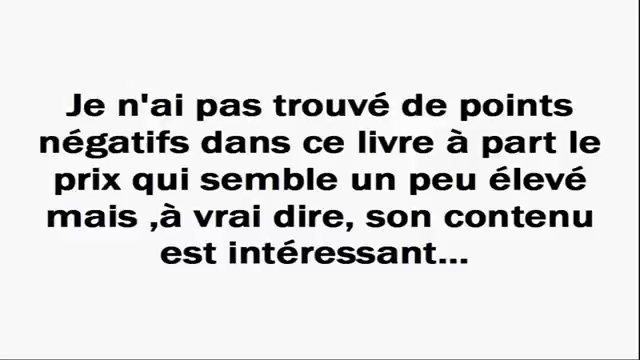 Je n'ai pas trouvé de points
négatifs dans ce livre à part le
prix qui semble un peu élevé
mais ,à vrai dire, son contenu
est intéressant...